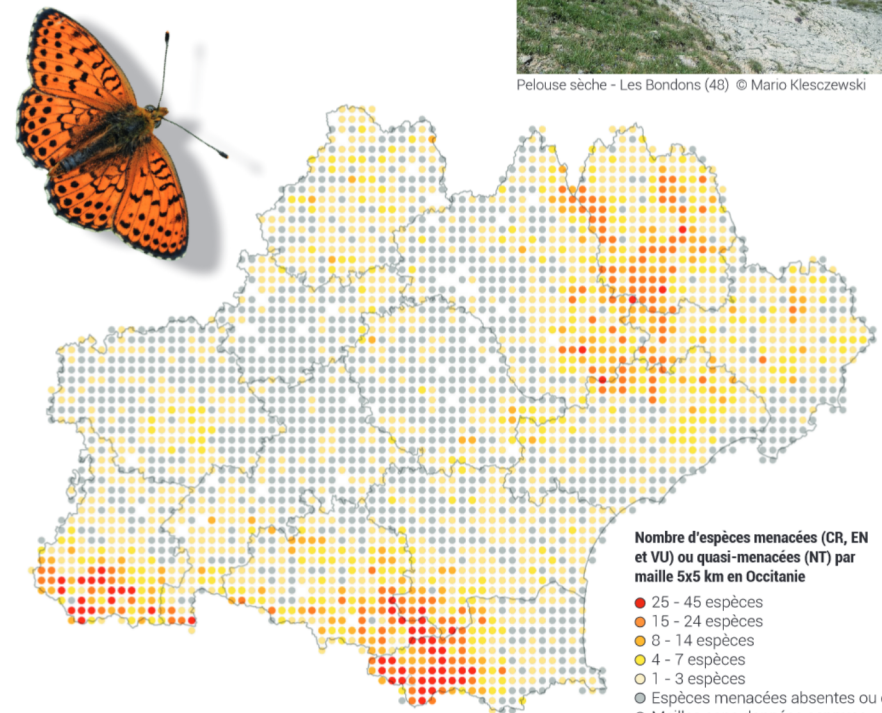 Pelouse sèche - Les Bondons (48) © Mario Klesczewski
Nombre d'espèces menacées (CR, EN
et VU) ou quasi-menacées (NT) par
maille 5x5 km en Occitanie
25 - 45 espèces
15 - 24 espèces
8 - 14 espèces
4 - 7 espèces
1 - 3 espèces
Espèces menacées absentes ou